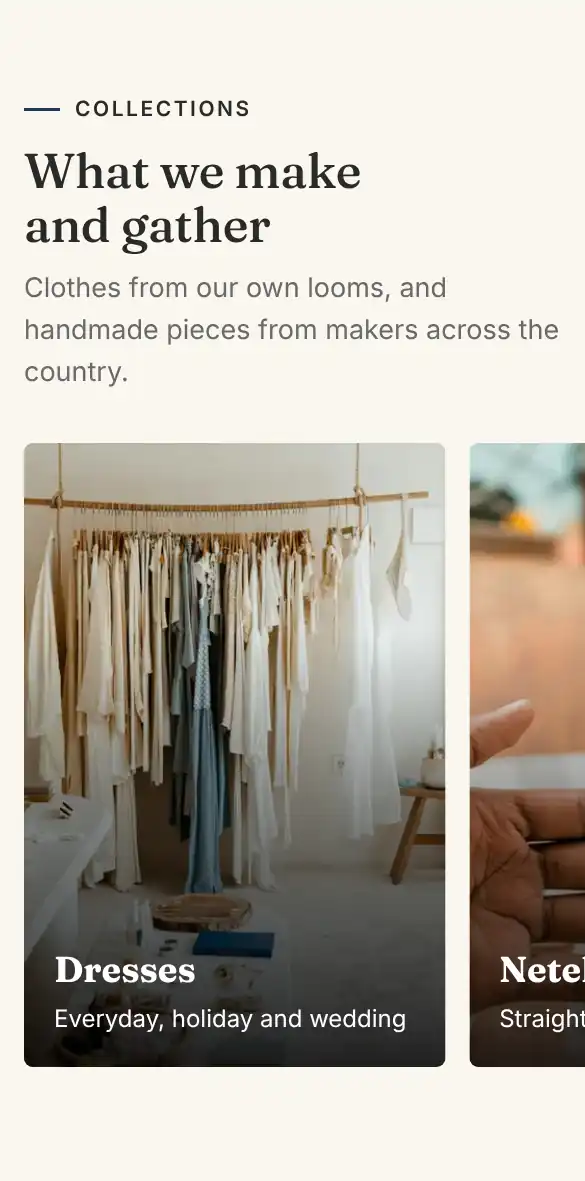 COLLECTIONS
What we make
and gather
Clothes from our own looms, and
handmade pieces from makers across the
country.
Dresses
Everyday, holiday and wedding
Straight